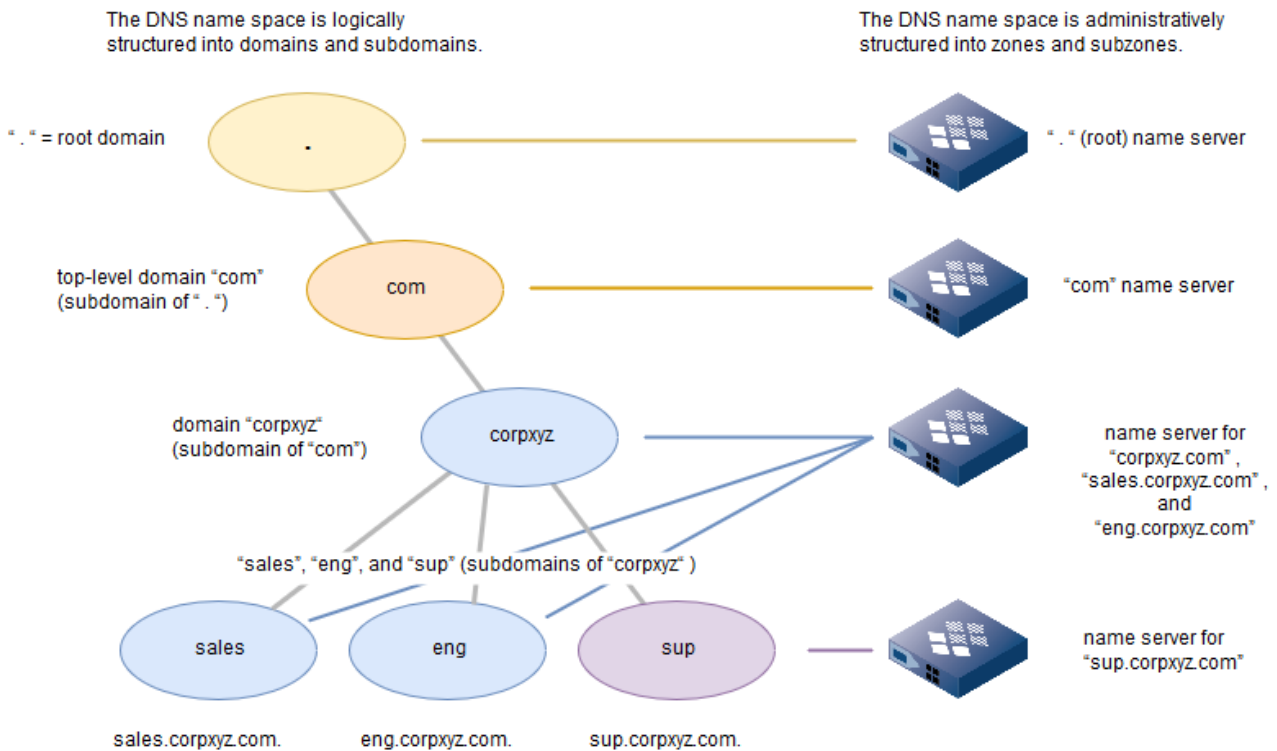 The DNS name space is logically
structured into domains and subdomains.
The DNS name space is administratively
structured into zones and subzones.
“ . “ = root domain
.
“ . “ (root) name server
top-level domain “com”
(subdomain of “ . “)
com
“com” name server
domain “corpxyz“
(subdomain of “com”)
corpxyz
name server for
“corpxyz.com” ,
“sales.corpxyz.com” ,
and
“eng.corpxyz.com”
“sales”, “eng”, and “sup” (subdomains of “corpxyz“ )
sales
eng
sup
name server for
“sup.corpxyz.com”
sales.corpxyz.com.
eng.corpxyz.com.
sup.corpxyz.com.